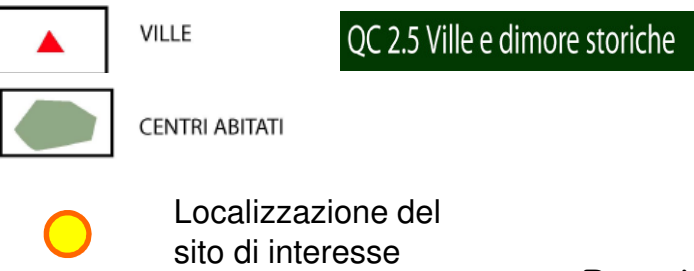 VILLE
QC 2.5 Ville e dimore storiche
CENTRI ABITATI
Localizzazione del
sito di interesse